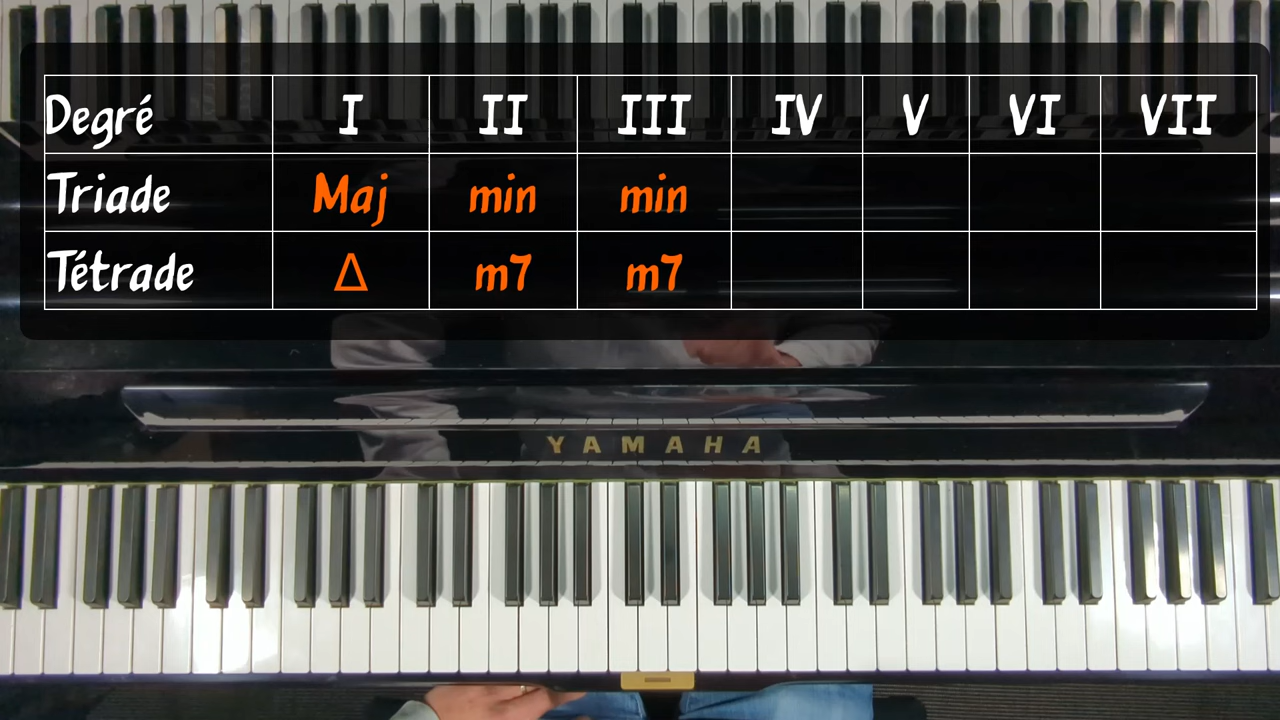 Degré I II III IV V VI VII
Triade Maj min min
Tétrade Δ m7 m7
YAMAHA